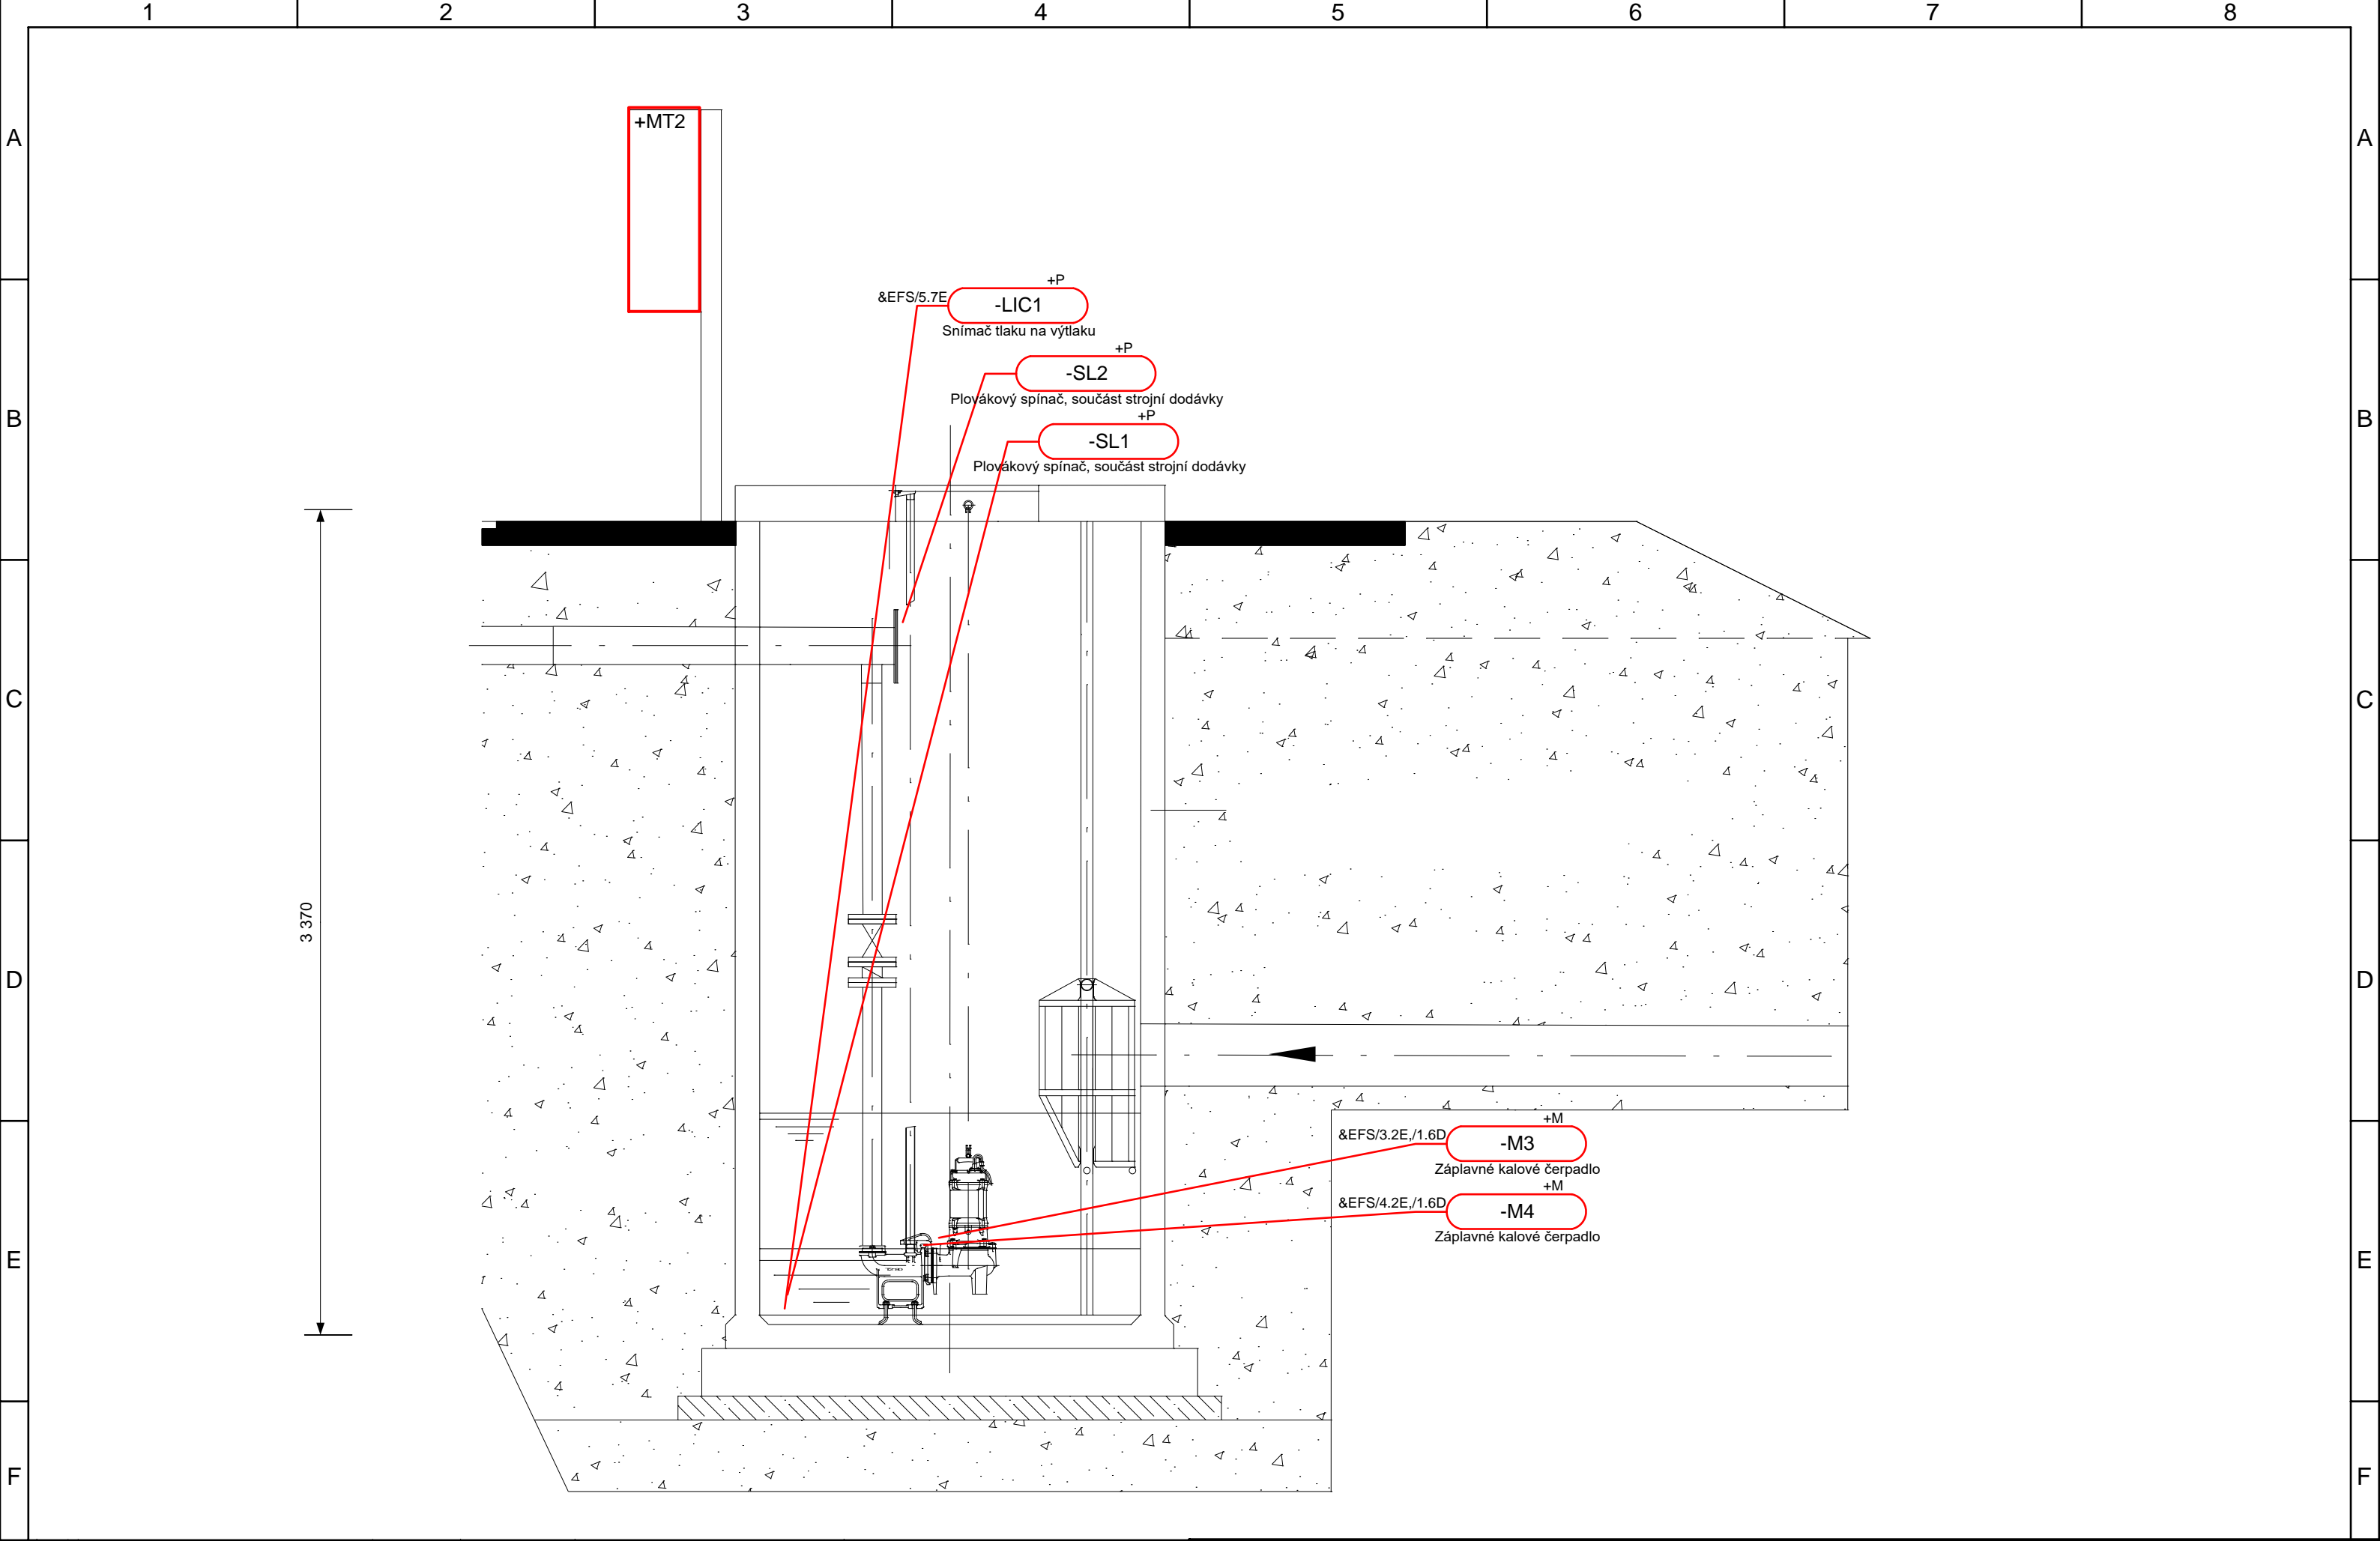 1 2 3 4 5 6 7 8
A A
+MT2
+P
&EFS/5.7E -LIC1
Snímač tlaku na výtlaku
+P
-SL2
Plovákový spínač, součást strojní dodávky
B B
+P
-SL1
Plovákový spínač, součást strojní dodávky
C C
3 370
D D
+M
&EFS/3.2E,/1.6D -M3
Záplavné kalové čerpadlo
+M
&EFS/4.2E,/1.6D -M4
Záplavné kalové čerpadlo
E E
F F